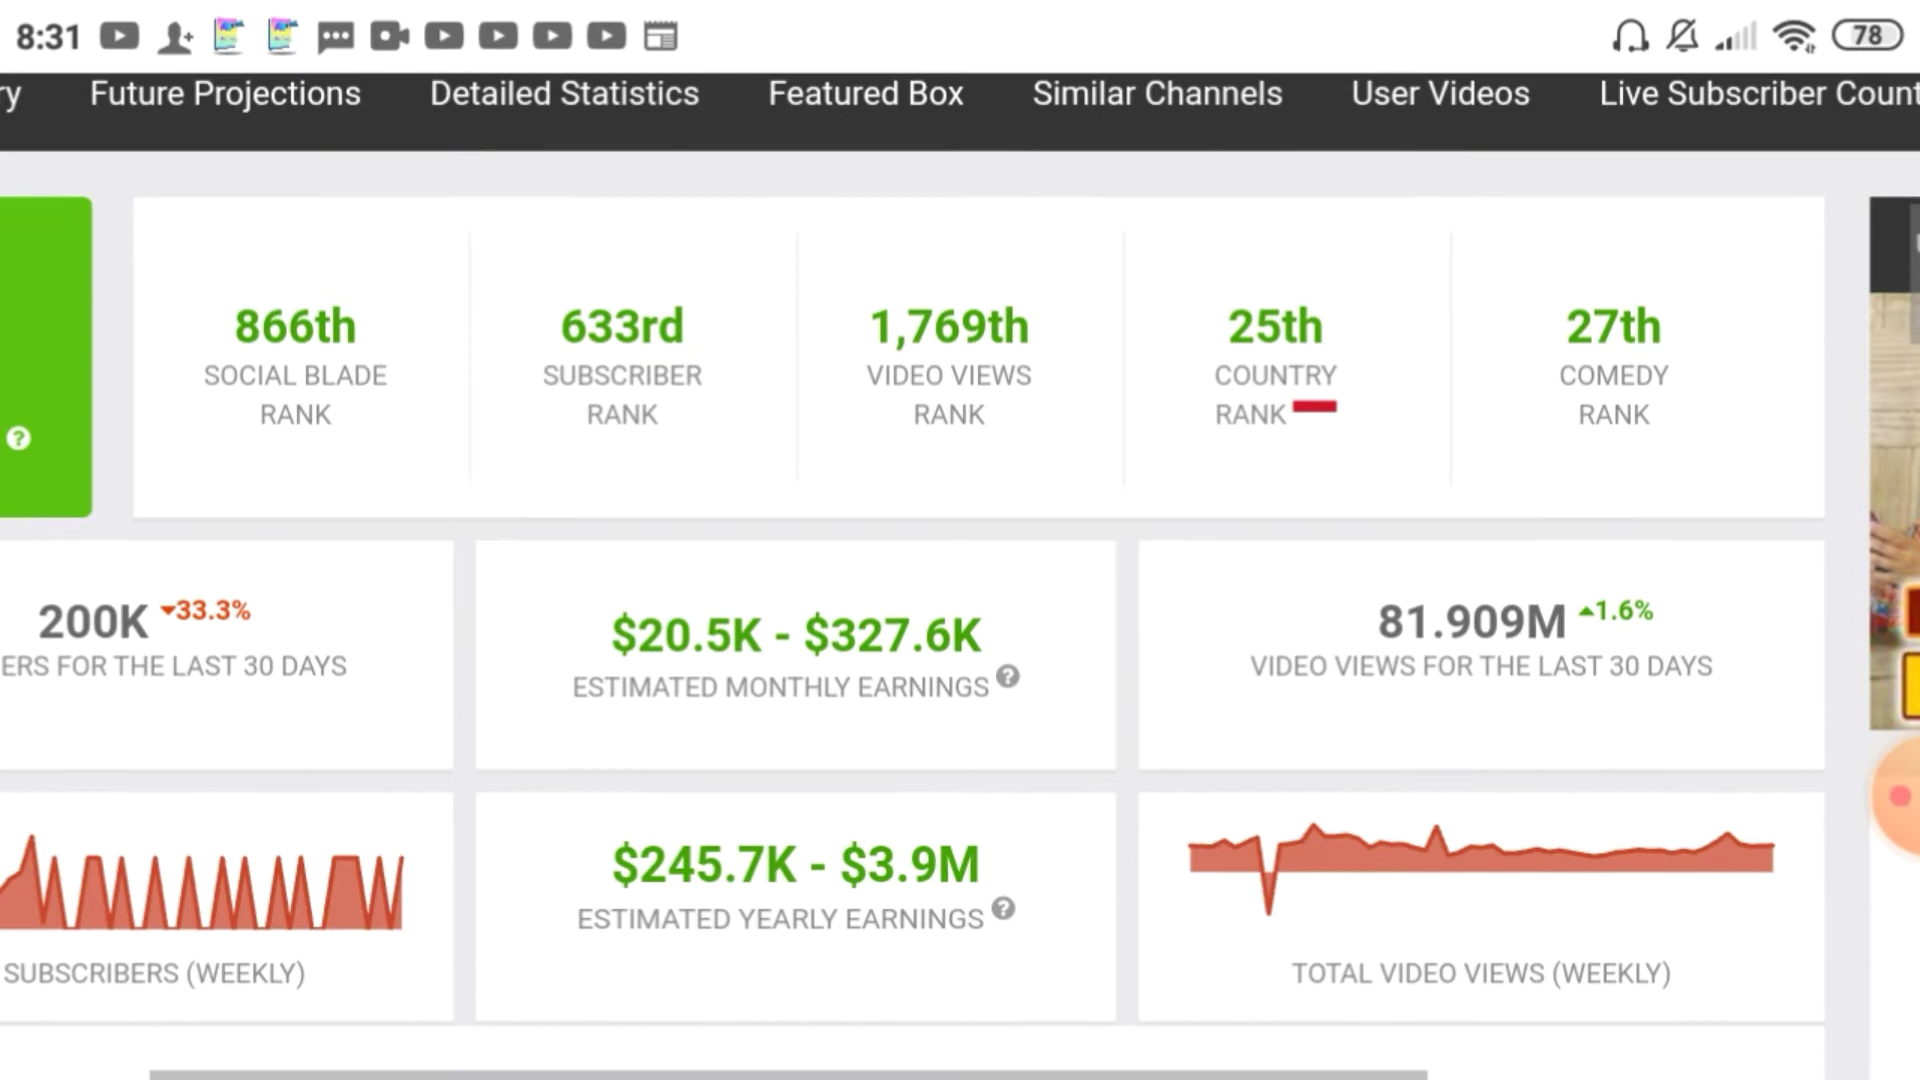 8:31
78
ry Future Projections Detailed Statistics Featured Box Similar Channels User Videos Live Subscriber Count
866th
SOCIAL BLADE
RANK
633rd
SUBSCRIBER
RANK
1,769th
VIDEO VIEWS
RANK
25th
COUNTRY
RANK
27th
COMEDY
RANK
?
200K 33.3%
ERS FOR THE LAST 30 DAYS
$20.5K - $327.6K
ESTIMATED MONTHLY EARNINGS ?
81.909M 1.6%
VIDEO VIEWS FOR THE LAST 30 DAYS
SUBSCRIBERS (WEEKLY)
$245.7K - $3.9M
ESTIMATED YEARLY EARNINGS ?
TOTAL VIDEO VIEWS (WEEKLY)